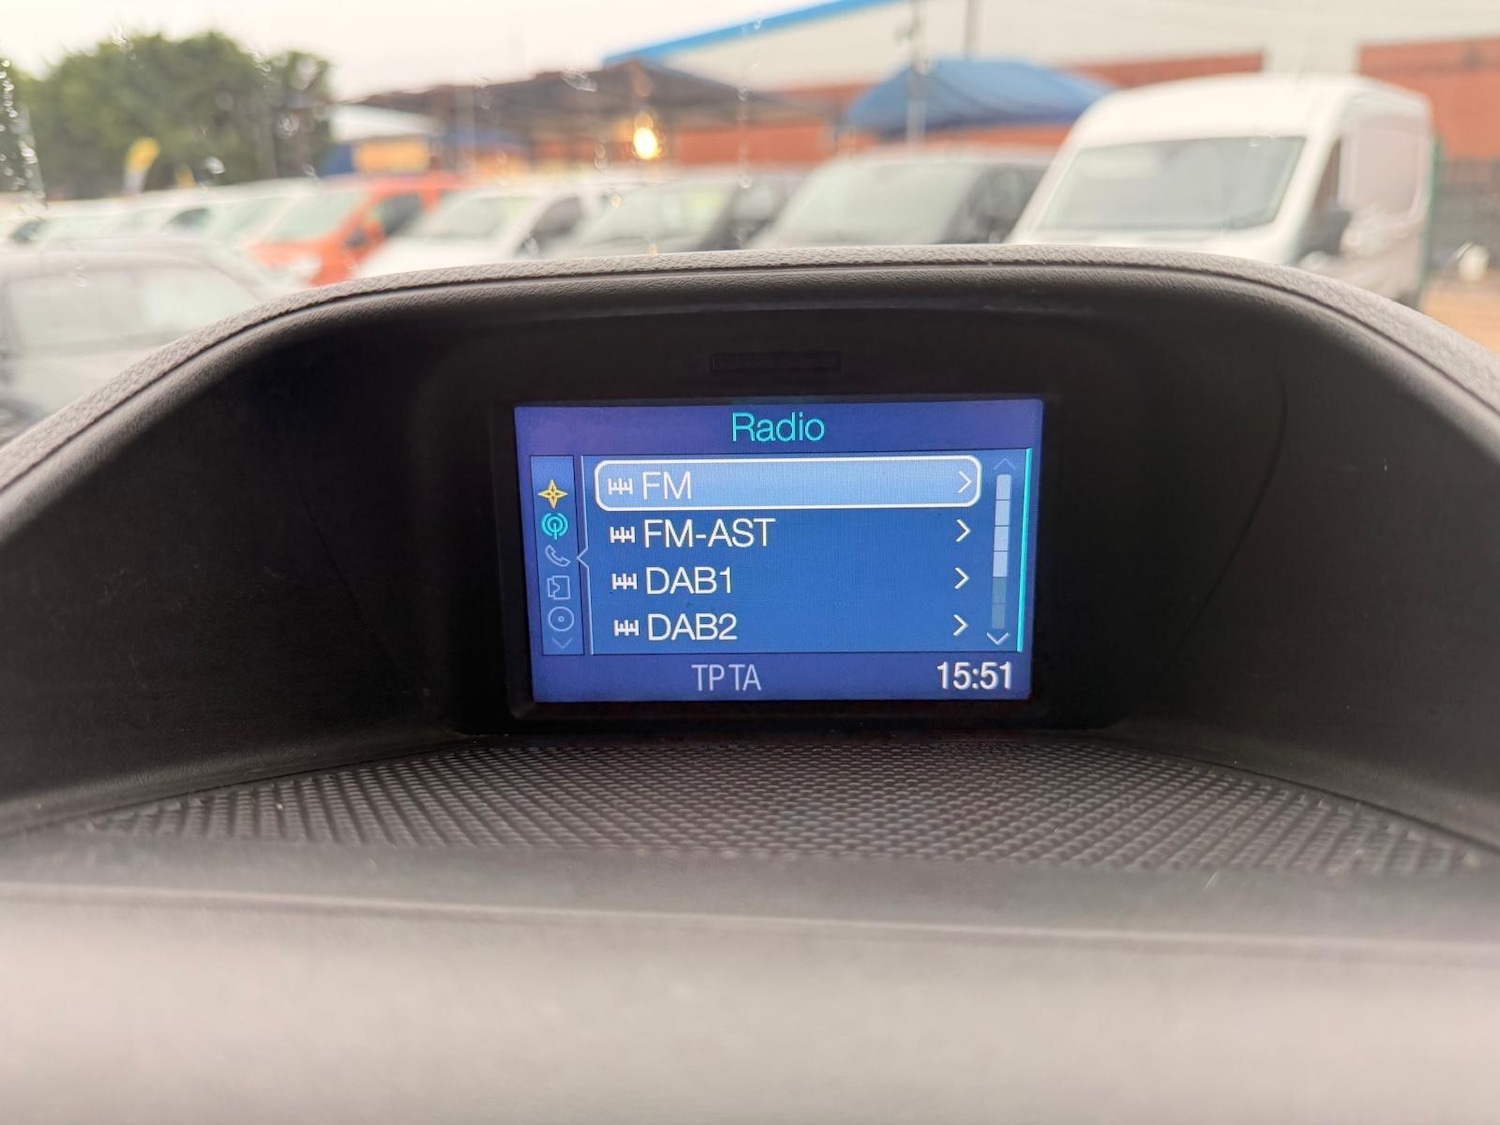 Radio
FM
FM-AST
DAB1
DAB2
TP TA 15:51